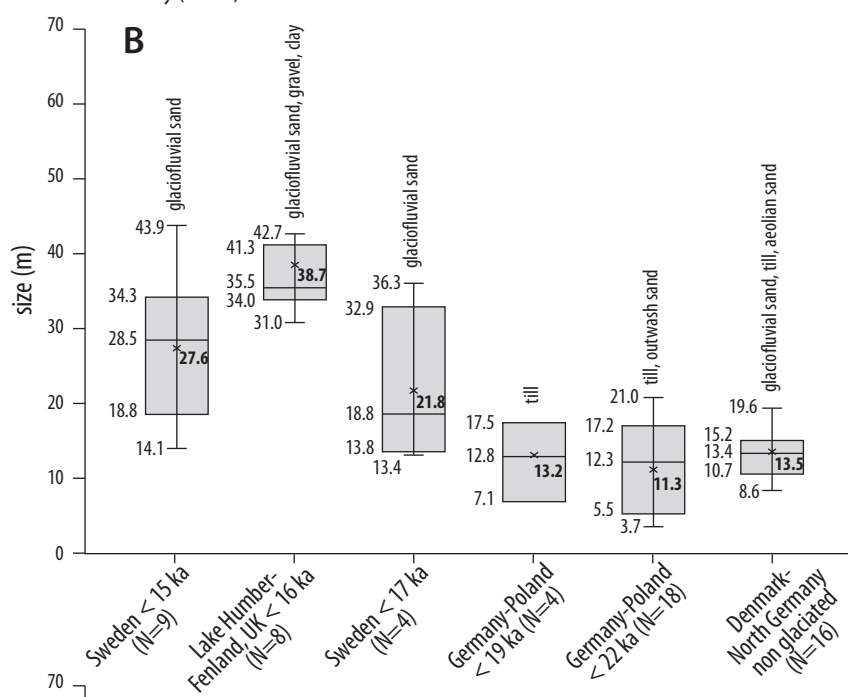 B
70
60
50
40
30
20
10
0
size (m)
glaciofluvial sand
43.9
34.3
28.5
27.6
18.8
14.1
glaciofluvial sand, gravel, clay
42.7
41.3
38.7
35.5
34.0
31.0
glaciofluvial sand
36.3
32.9
21.8
18.8
13.8
13.4
till
17.5
12.8
13.2
7.1
till, outwash sand
21.0
17.2
12.3
11.3
5.5
3.7
glaciofluvial sand, till, aeolian sand
19.6
15.2
13.4
13.5
10.7
8.6
Sweden < 15 ka
(N=9)
Lake Humber-
Fenland, UK < 16 ka
(N=8)
Sweden < 17 ka
(N=4)
Germany-Poland
< 19 ka (N=4)
Germany-Poland
< 22 ka (N=18)
Denmark-
North Germany
non glaciated
(N=16)
70